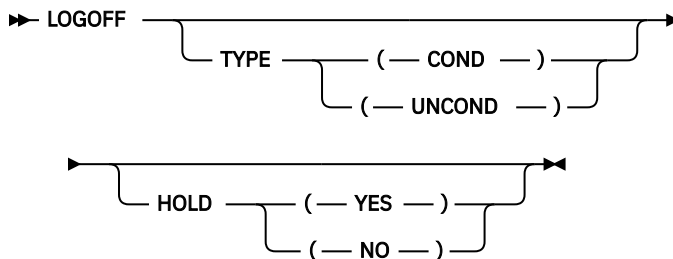 LOGOFF
TYPE ( COND )
( UNCOND )
HOLD ( YES )
( NO )